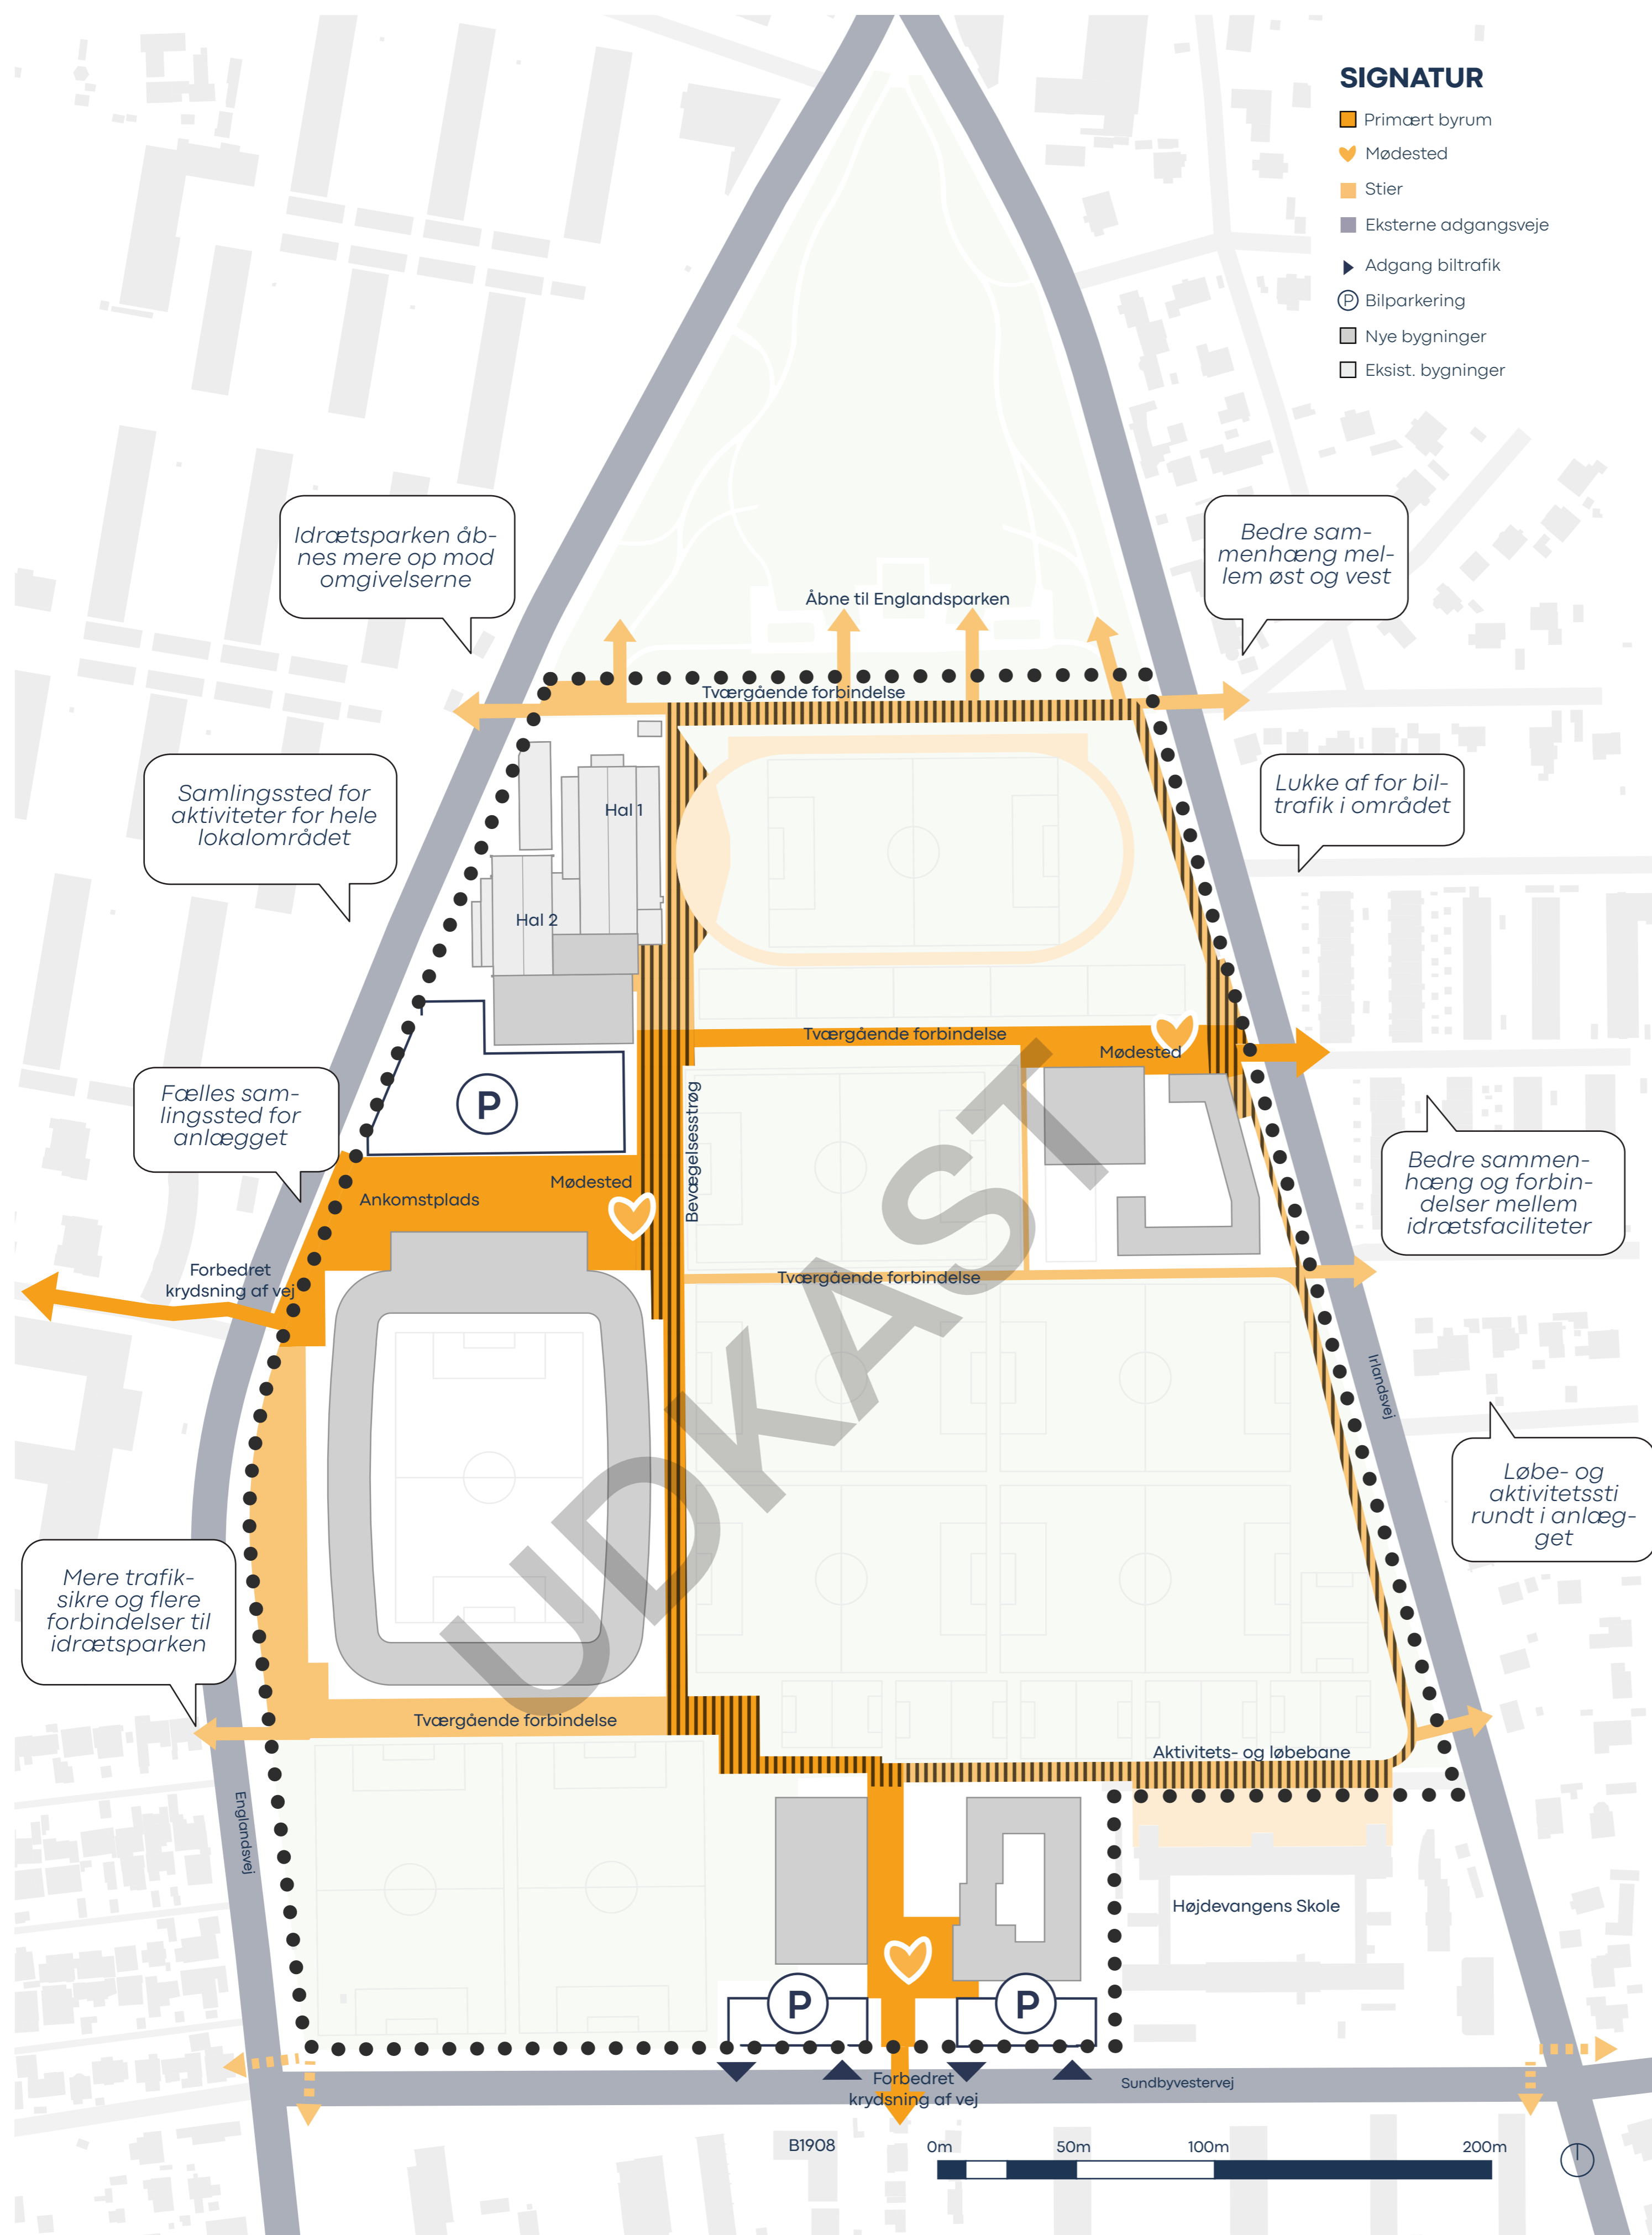 SIGNATUR
Primært byrum
Mødested
Stier
Eksterne adgangsveje
Adgang biltrafik
P Bilparkering
Nye bygninger
Eksist. bygninger
Idrætsparken åb-
nes mere op mod
omgivelserne
Bedre sam-
menhæng mel-
lem øst og vest
Åbne til Englandsparken
Tværgående forbindelse
Samlingssted for
aktiviteter for hele
lokalområdet
Hal 1
Lukke af for bil-
trafik i området
Hal 2
Tværgående forbindelse
Mødested
Fælles sam-
lingssted for
anlægget
P
Bevægelsesstrøg
Bedre sammen-
hæng og forbin-
delser mellem
idrætsfaciliteter
Mødested
Ankomstplads
Forbedret
krydsning af vej
Tværgående forbindelse
UDKAST
Irlandsvej
Løbe- og
aktivitetssti
rundt i anlæg-
get
Mere trafik-
sikre og flere
forbindelser til
idrætsparken
Tværgående forbindelse
Aktivitets- og løbebane
Englandsvej
Højdevangens Skole
P
P
Forbedret
krydsning af vej
Sundbyvestervej
B1908
0m 50m 100m 200m